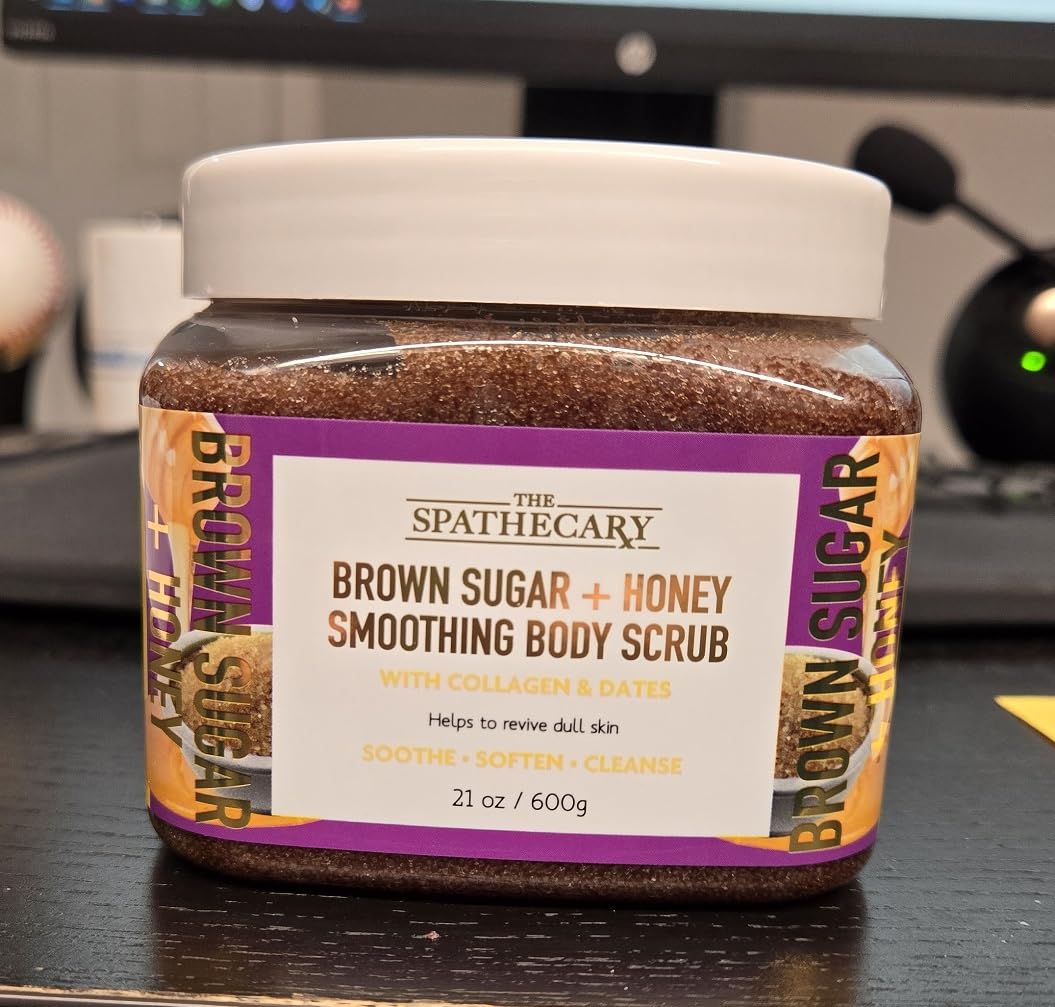 THE
SPATHECARY
BROWN SUGAR + HONEY
SMOOTHING BODY SCRUB
WITH COLLAGEN & DATES
Helps to revive dull skin
SOOTHE • SOFTEN • CLEANSE
21 oz / 600g
BROWN SUGAR
+ HONEY
BROWN SUGAR
+ HONEY
hp